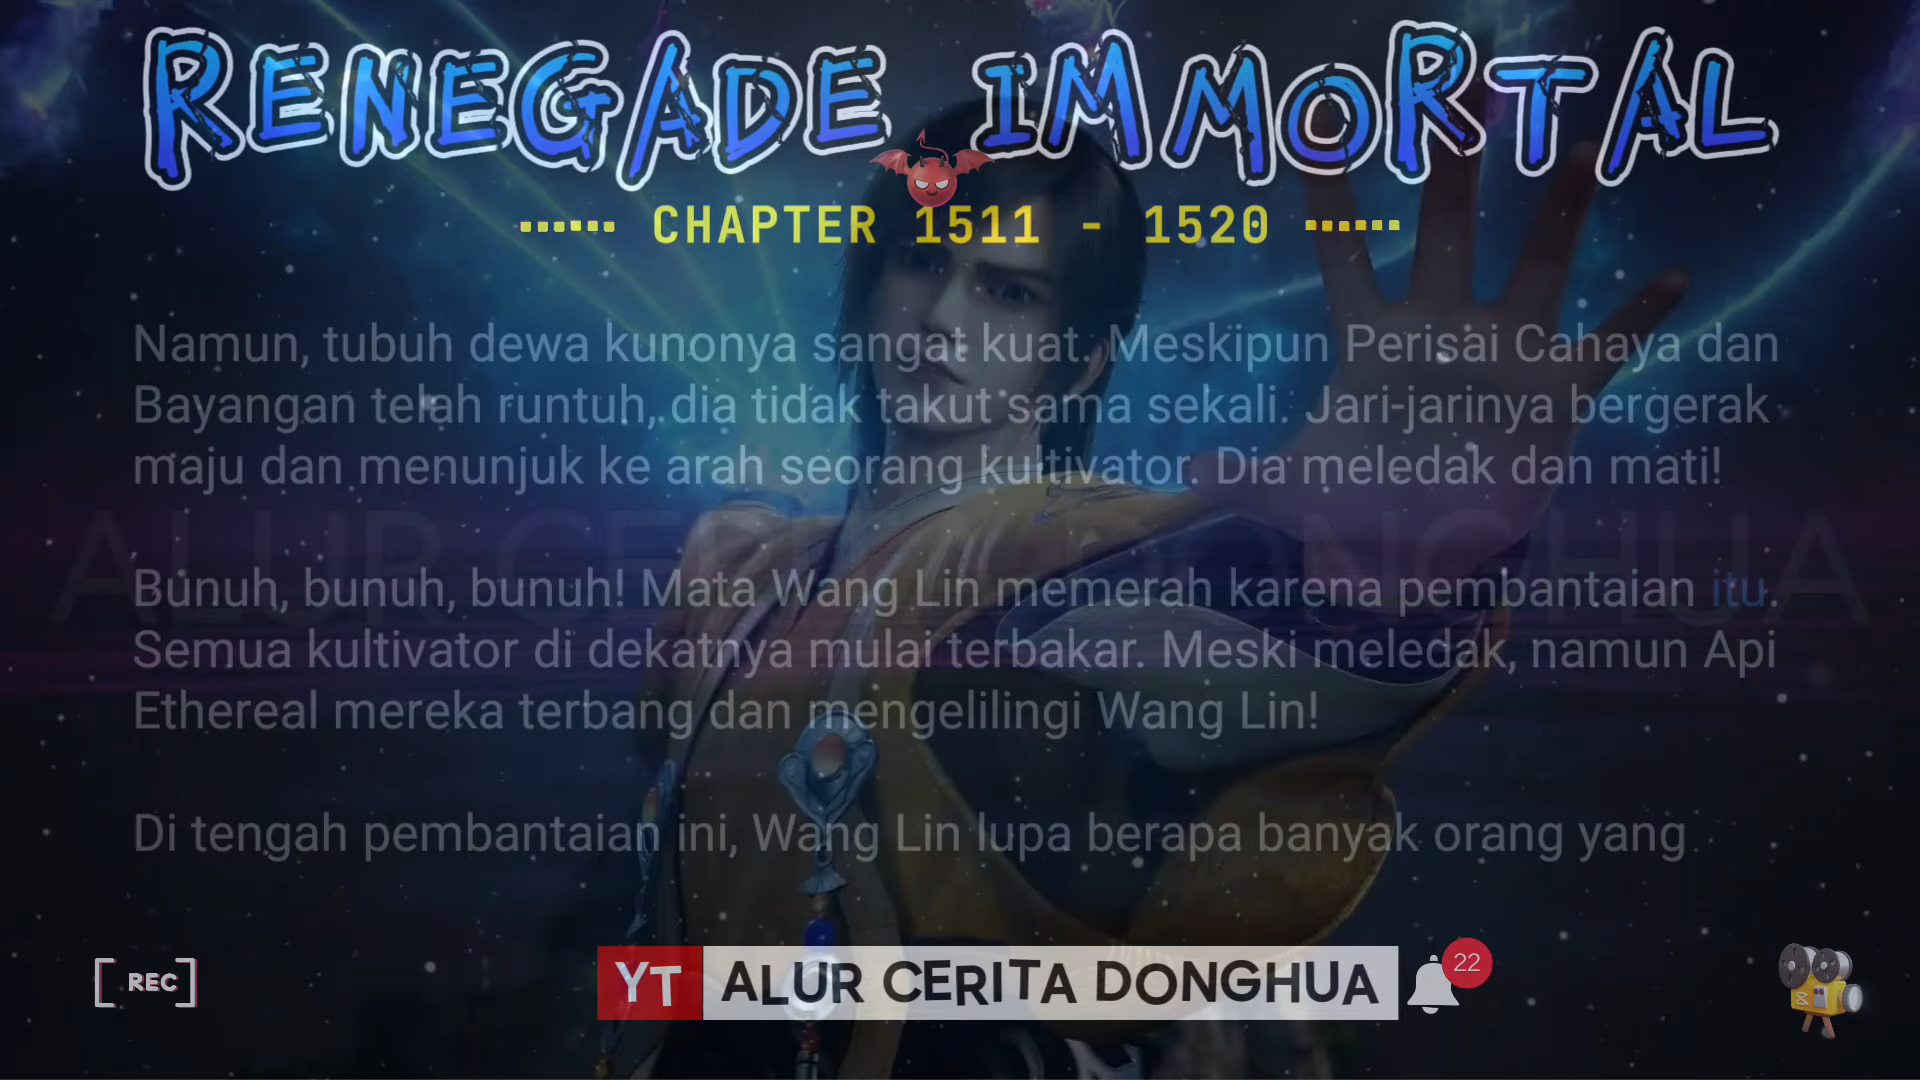 RENEGADE IMMORTAL
CHAPTER 1511 - 1520
Namun, tubuh dewa kunonya sangat kuat. Meskipun Perisai Cahaya dan
Bayangan telah runtuh, dia tidak takut sama sekali. Jari-jarinya bergerak
maju dan menunjuk ke arah seorang kultivator. Dia meledak dan mati!
ALUR CERITA DONGHUA
Bunuh, bunuh, bunuh! Mata Wang Lin memerah karena pembantaian itu.
Semua kultivator di dekatnya mulai terbakar. Meski meledak, namun Api
Ethereal mereka terbang dan mengelilingi Wang Lin!
Di tengah pembantaian ini, Wang Lin lupa berapa banyak orang yang
[ REC ]
YT ALUR CERITA DONGHUA 22